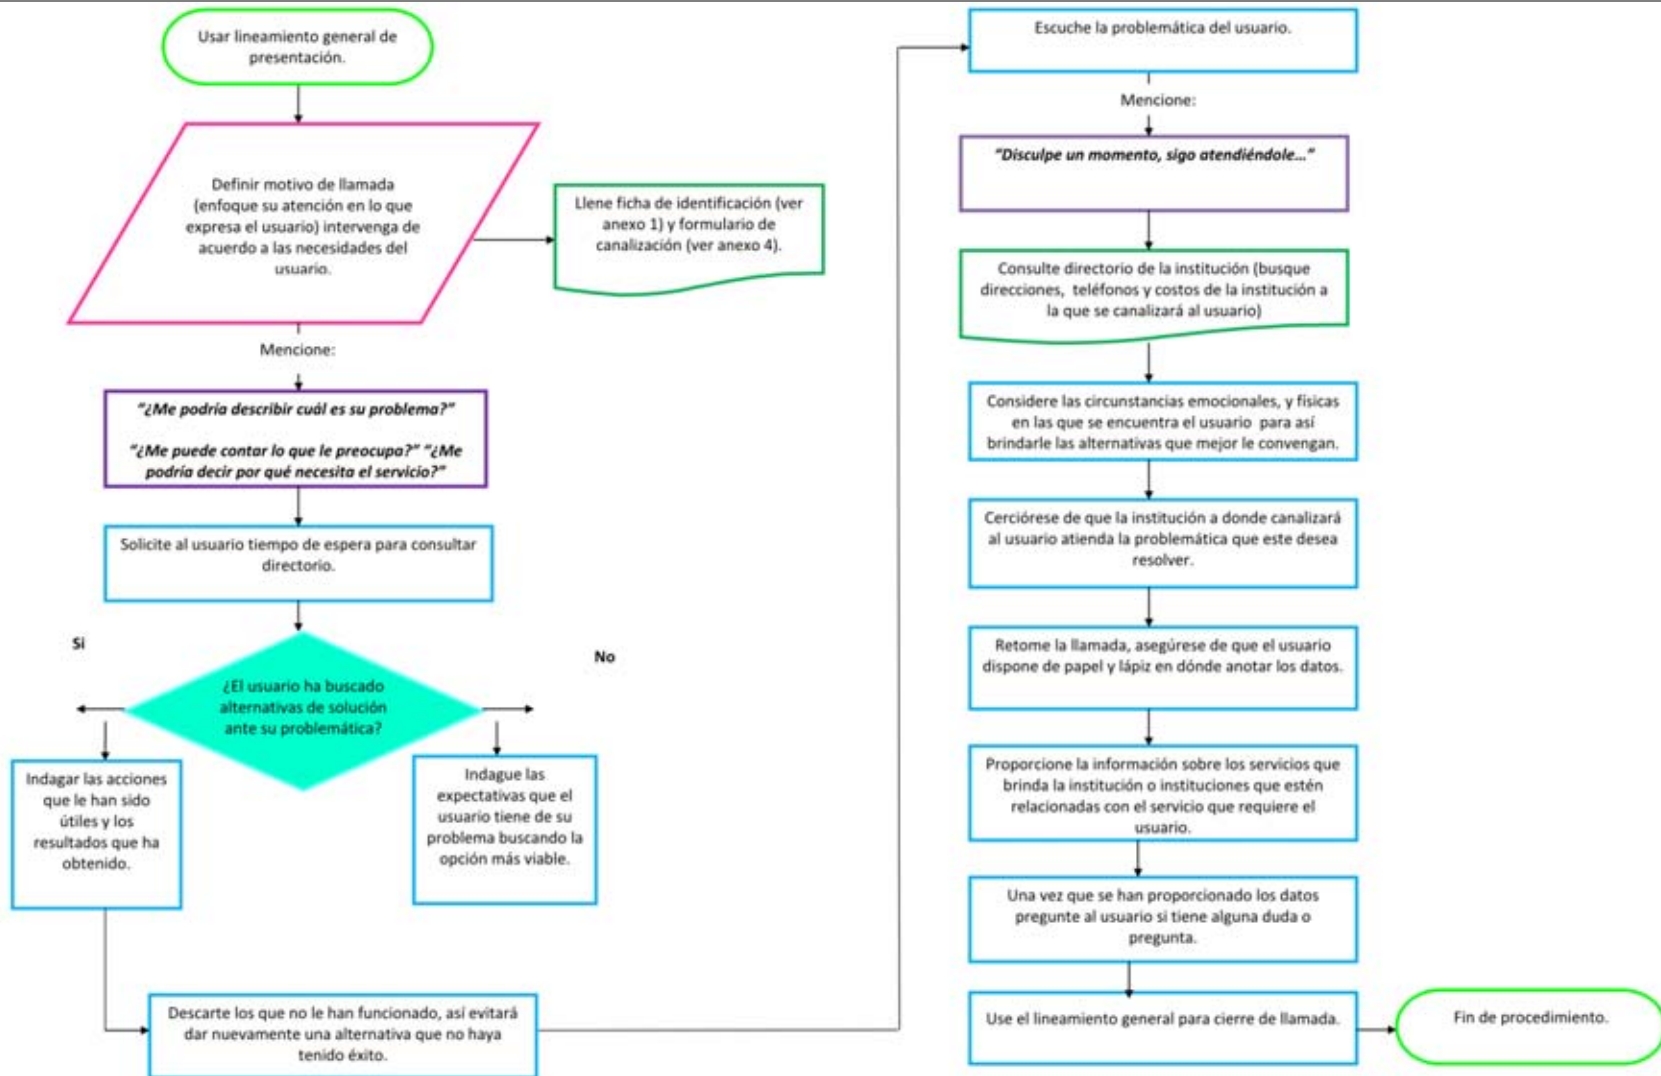 Usar lineamiento general de
presentación.
Definir motivo de llamada
(enfoque su atención en lo que
expresa el usuario) intervenga de
acuerdo a las necesidades del
usuario.
Llene ficha de identificación (ver
anexo 1) y formulario de
canalización (ver anexo 4).
Mencione:
"¿Me podría describir cuál es su problema?"
"¿Me puede contar lo que le preocupa?" "¿Me
podría decir por qué necesita el servicio?"
Solicite al usuario tiempo de espera para consultar
directorio.
Si
No
¿El usuario ha buscado
alternativas de solución
ante su problemática?
Indagar las acciones
que le han sido
útiles y los
resultados que ha
obtenido.
Indague las
expectativas que el
usuario tiene de su
problema buscando la
opción más viable.
Descarte los que no le han funcionado, así evitará
dar nuevamente una alternativa que no haya
tenido éxito.
Escuche la problemática del usuario.
Mencione:
"Disculpe un momento, sigo atendiéndole..."
Consulte directorio de la institución (busque
direcciones, teléfonos y costos de la institución a
la que se canalizará al usuario)
Considere las circunstancias emocionales, y físicas
en las que se encuentra el usuario para así
brindarle las alternativas que mejor le convengan.
Cerciórese de que la institución a donde canalizará
al usuario atienda la problemática que este desea
resolver.
Retome la llamada, asegúrese de que el usuario
dispone de papel y lápiz en dónde anotar los datos.
Proporcione la información sobre los servicios que
brinda la institución o instituciones que estén
relacionadas con el servicio que requiere el
usuario.
Una vez que se han proporcionado los datos
pregunte al usuario si tiene alguna duda o
pregunta.
Use el lineamiento general para cierre de llamada.
Fin de procedimiento.